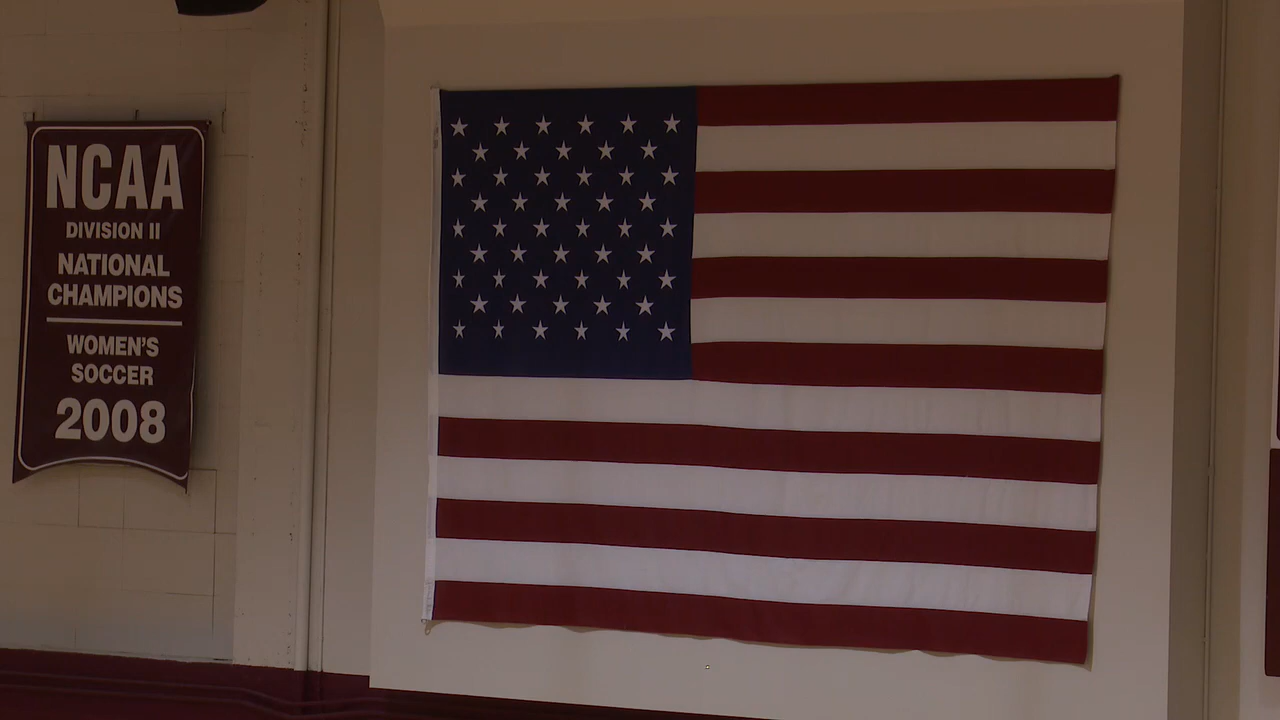 NCAA
DIVISION II
NATIONAL
CHAMPIONS
WOMEN'S
SOCCER
2008